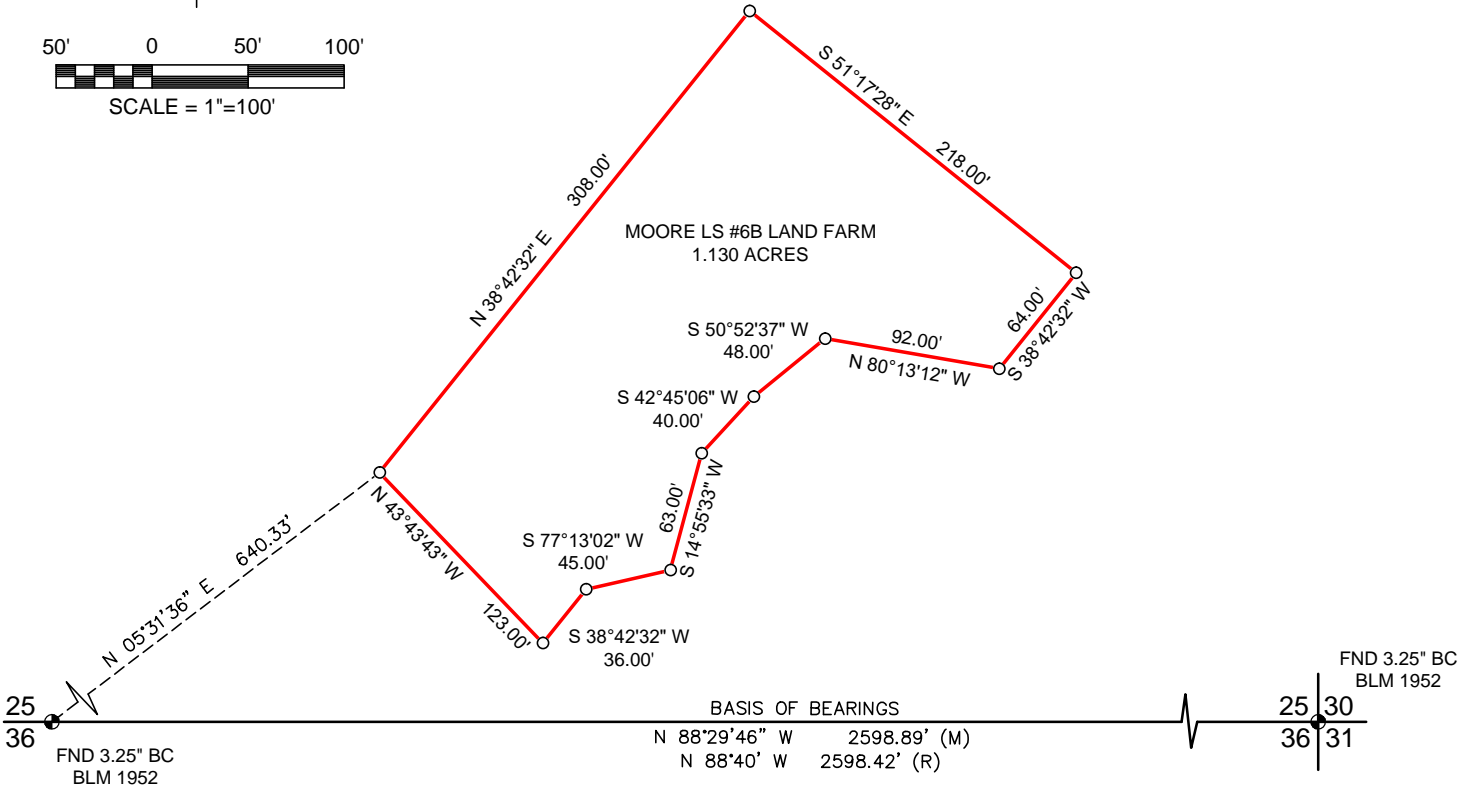 50' 0 50' 100'
SCALE = 1"=100'
S 51°17'28" E
218.00'
308.00'
N 38°42'32" E
MOORE LS #6B LAND FARM
1.130 ACRES
64.00'
S 38°42'32" W
92.00'
N 80°13'12" W
S 50°52'37" W
48.00'
S 42°45'06" W
40.00'
63.00'
S 14°55'33" W
S 77°13'02" W
45.00'
S 38°42'32" W
36.00'
N 43°43'43" W
123.00'
N 05°31'36" E 640.33'
25
36
FND 3.25" BC
BLM 1952
BASIS OF BEARINGS
N 88°29'46" W 2598.89' (M)
N 88°40' W 2598.42' (R)
FND 3.25" BC
BLM 1952
25 30
36 31